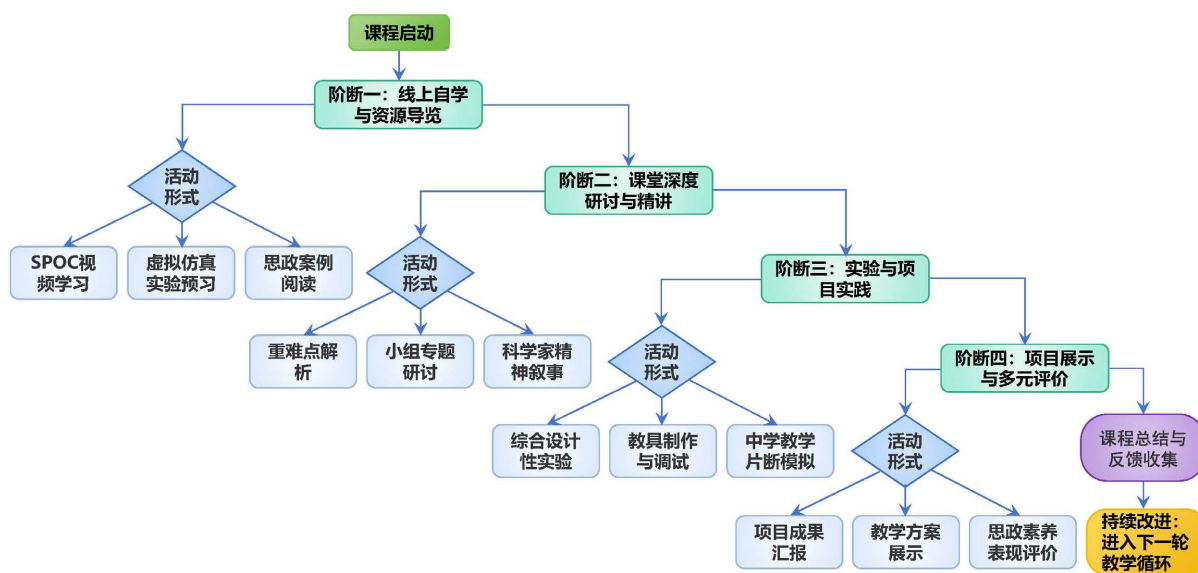 课程启动
阶断一：线上自学
与资源导览
活动
形式
SPOC视
频学习
虚拟仿真
实验预习
思政案例
阅读
阶断二：课堂深度
研讨与精讲
活动
形式
重难点解
析
小组专题
研讨
科学家精
神叙事
阶断三：实验与项
目实践
活动
形式
综合设计
性实验
教具制作
与调试
中学教学
片断模拟
阶断四：项目展示
与多元评价
活动
形式
项目成果
汇报
教学方案
展示
思政素养
表现评价
课程总结与
反馈收集
持续改进：
进入下一轮
教学循环